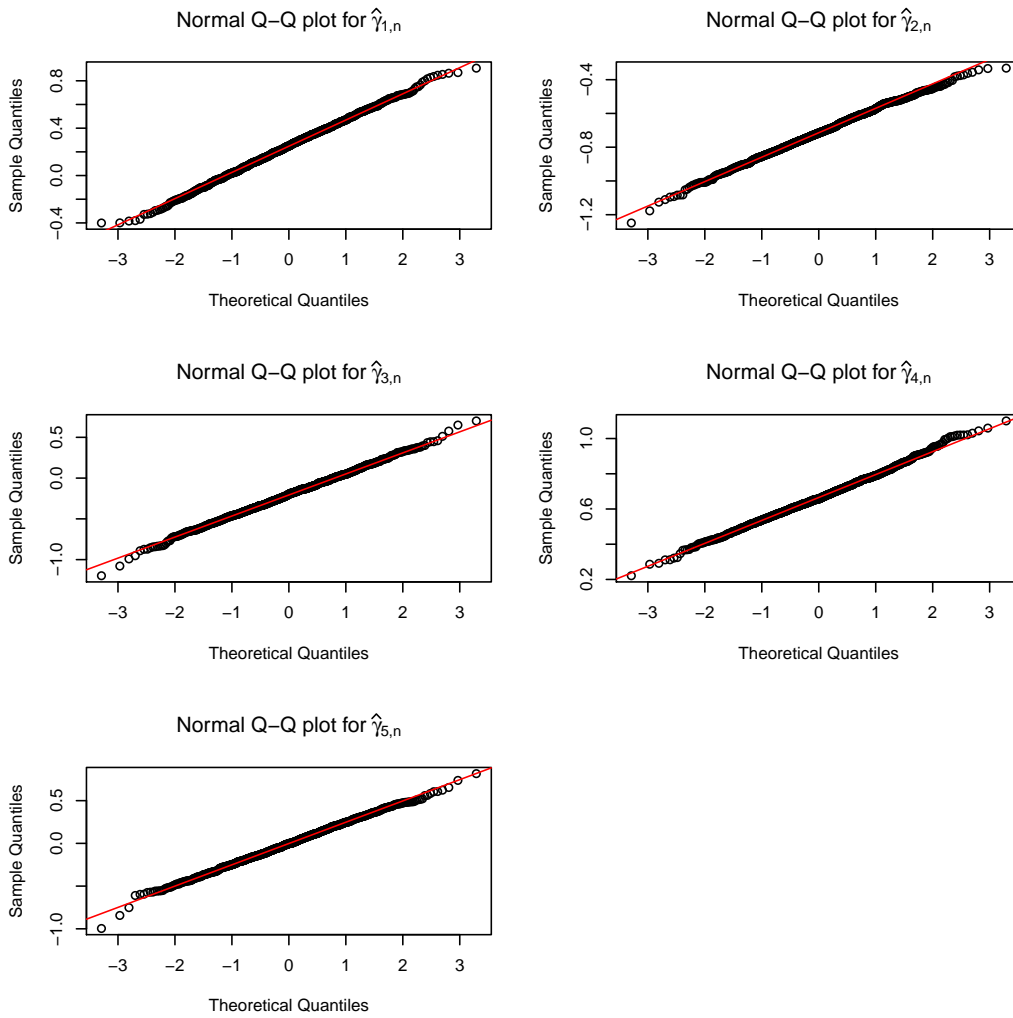 Normal Q−Q plot for γ̂1,n
Sample Quantiles
−0.4 0.0 0.4 0.8
−3 −2 −1 0 1 2 3
Theoretical Quantiles
Normal Q−Q plot for γ̂2,n
Sample Quantiles
−1.2 −0.8 −0.4
−3 −2 −1 0 1 2 3
Theoretical Quantiles
Normal Q−Q plot for γ̂3,n
Sample Quantiles
−1.0 0.0 0.5
−3 −2 −1 0 1 2 3
Theoretical Quantiles
Normal Q−Q plot for γ̂4,n
Sample Quantiles
0.2 0.6 1.0
−3 −2 −1 0 1 2 3
Theoretical Quantiles
Normal Q−Q plot for γ̂5,n
Sample Quantiles
−1.0 0.0 0.5
−3 −2 −1 0 1 2 3
Theoretical Quantiles